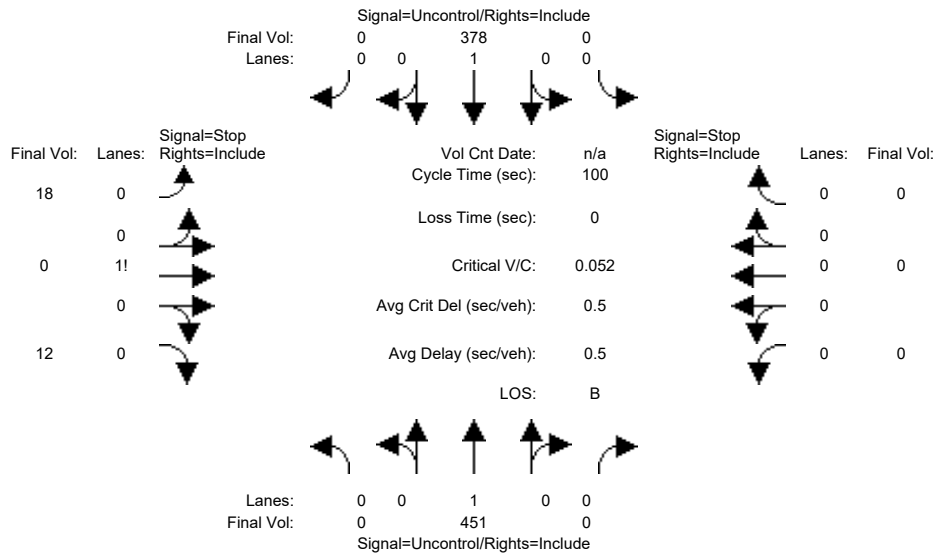 Signal=Uncontrol/Rights=Include
Final Vol: 0 378 0
Lanes: 0 0 1 0 0
Signal=Stop
Final Vol: Lanes: Rights=Include
Vol Cnt Date: n/a
Signal=Stop
Rights=Include Lanes: Final Vol:
Cycle Time (sec): 100
18 0
0 0
Loss Time (sec): 0
0
0
0 1!
Critical V/C: 0.052
0 0
0
Avg Crit Del (sec/veh): 0.5
0
12 0
Avg Delay (sec/veh): 0.5
0 0
LOS: B
Lanes: 0 0 1 0 0
Final Vol: 0 451 0
Signal=Uncontrol/Rights=Include